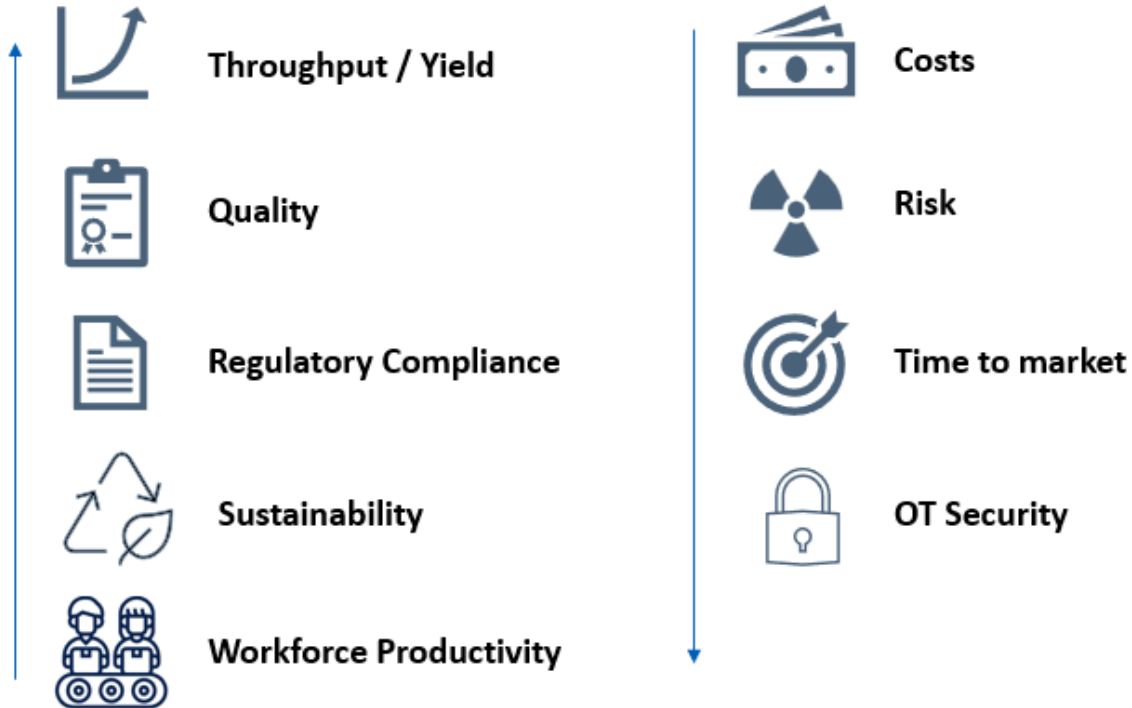 Throughput / Yield
Quality
Regulatory Compliance
Sustainability
Workforce Productivity
Costs
Risk
Time to market
OT Security